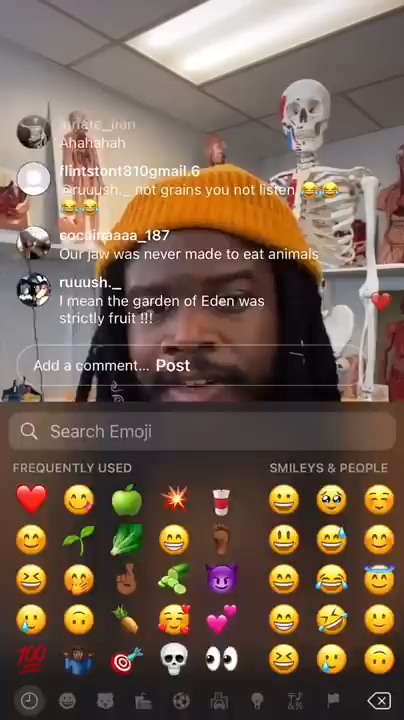 Ahahahah
flintstont810gmail.6
@ruuush._ not grains you not listen 😂😂
😂😂
cocainaaaa_187
Our jaw was never made to eat animals
ruuush._
I mean the garden of Eden was
strictly fruit !!!
Add a comment... Post
Search Emoji
FREQUENTLY USED SMILEYS & PEOPLE